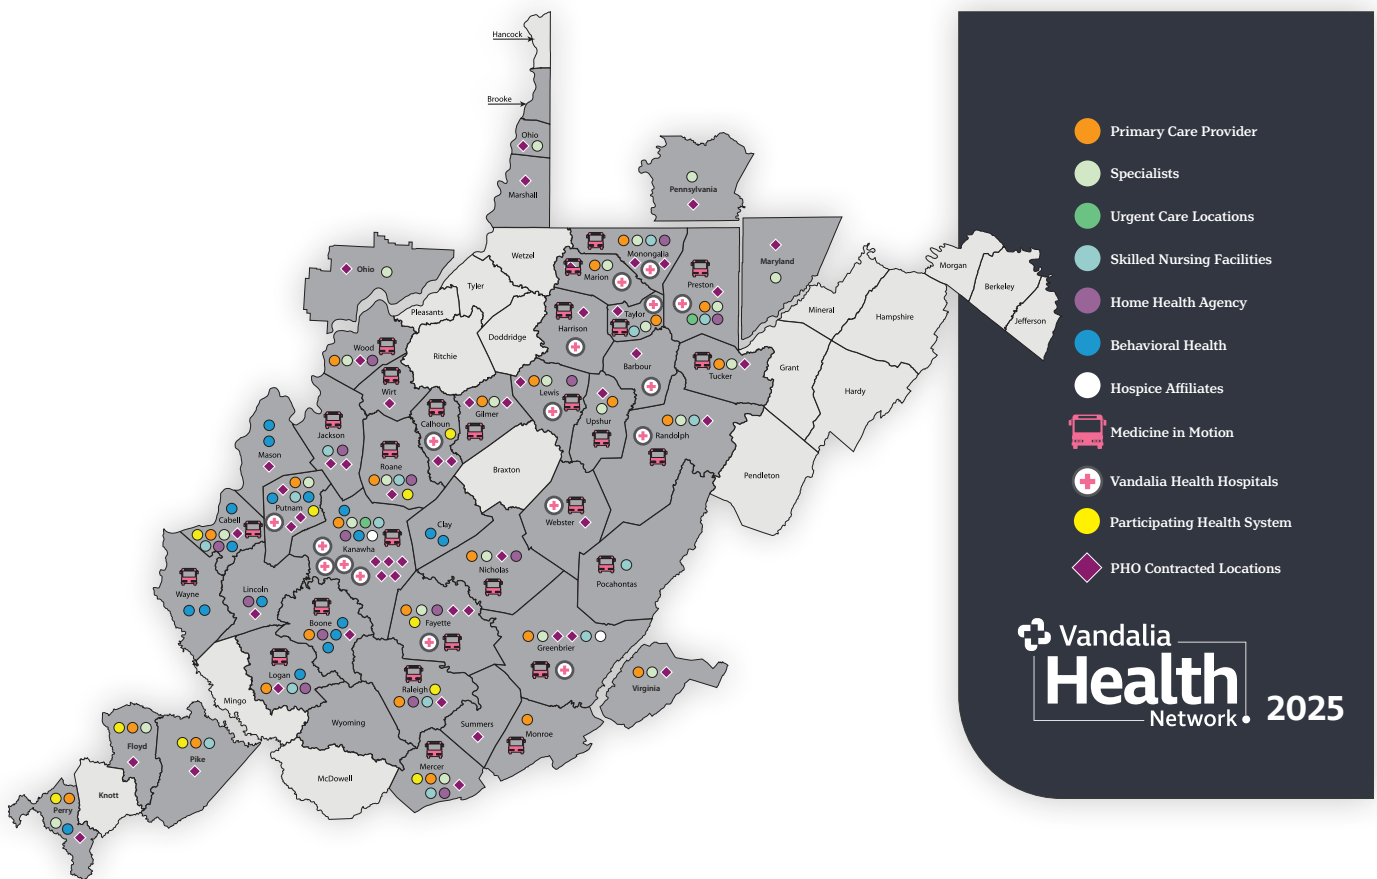 Hancock
Brooke
Ohio
Marshall
Pennsylvania
Wetzel
Monongalia
Marion
Preston
Maryland
Ohio
Tyler
Pleasants
Taylor
Harrison
Doddridge
Ritchie
Wood
Wirt
Barbour
Tucker
Mineral
Hampshire
Grant
Hardy
Morgan
Berkeley
Jefferson
Lewis
Gilmer
Calhoun
Upshur
Randolph
Jackson
Roane
Mason
Braxton
Pendleton
Putnam
Cabell
Kanawha
Clay
Webster
Nicholas
Pocahontas
Wayne
Lincoln
Boone
Fayette
Greenbrier
Logan
Raleigh
Virginia
Mingo
Wyoming
Summers
Monroe
McDowell
Mercer
Floyd
Pike
Knott
Perry
Primary Care Provider
Specialists
Urgent Care Locations
Skilled Nursing Facilities
Home Health Agency
Behavioral Health
Hospice Affiliates
Medicine in Motion
Vandalia Health Hospitals
Participating Health System
PHO Contracted Locations
Vandalia
Health
Network
2025